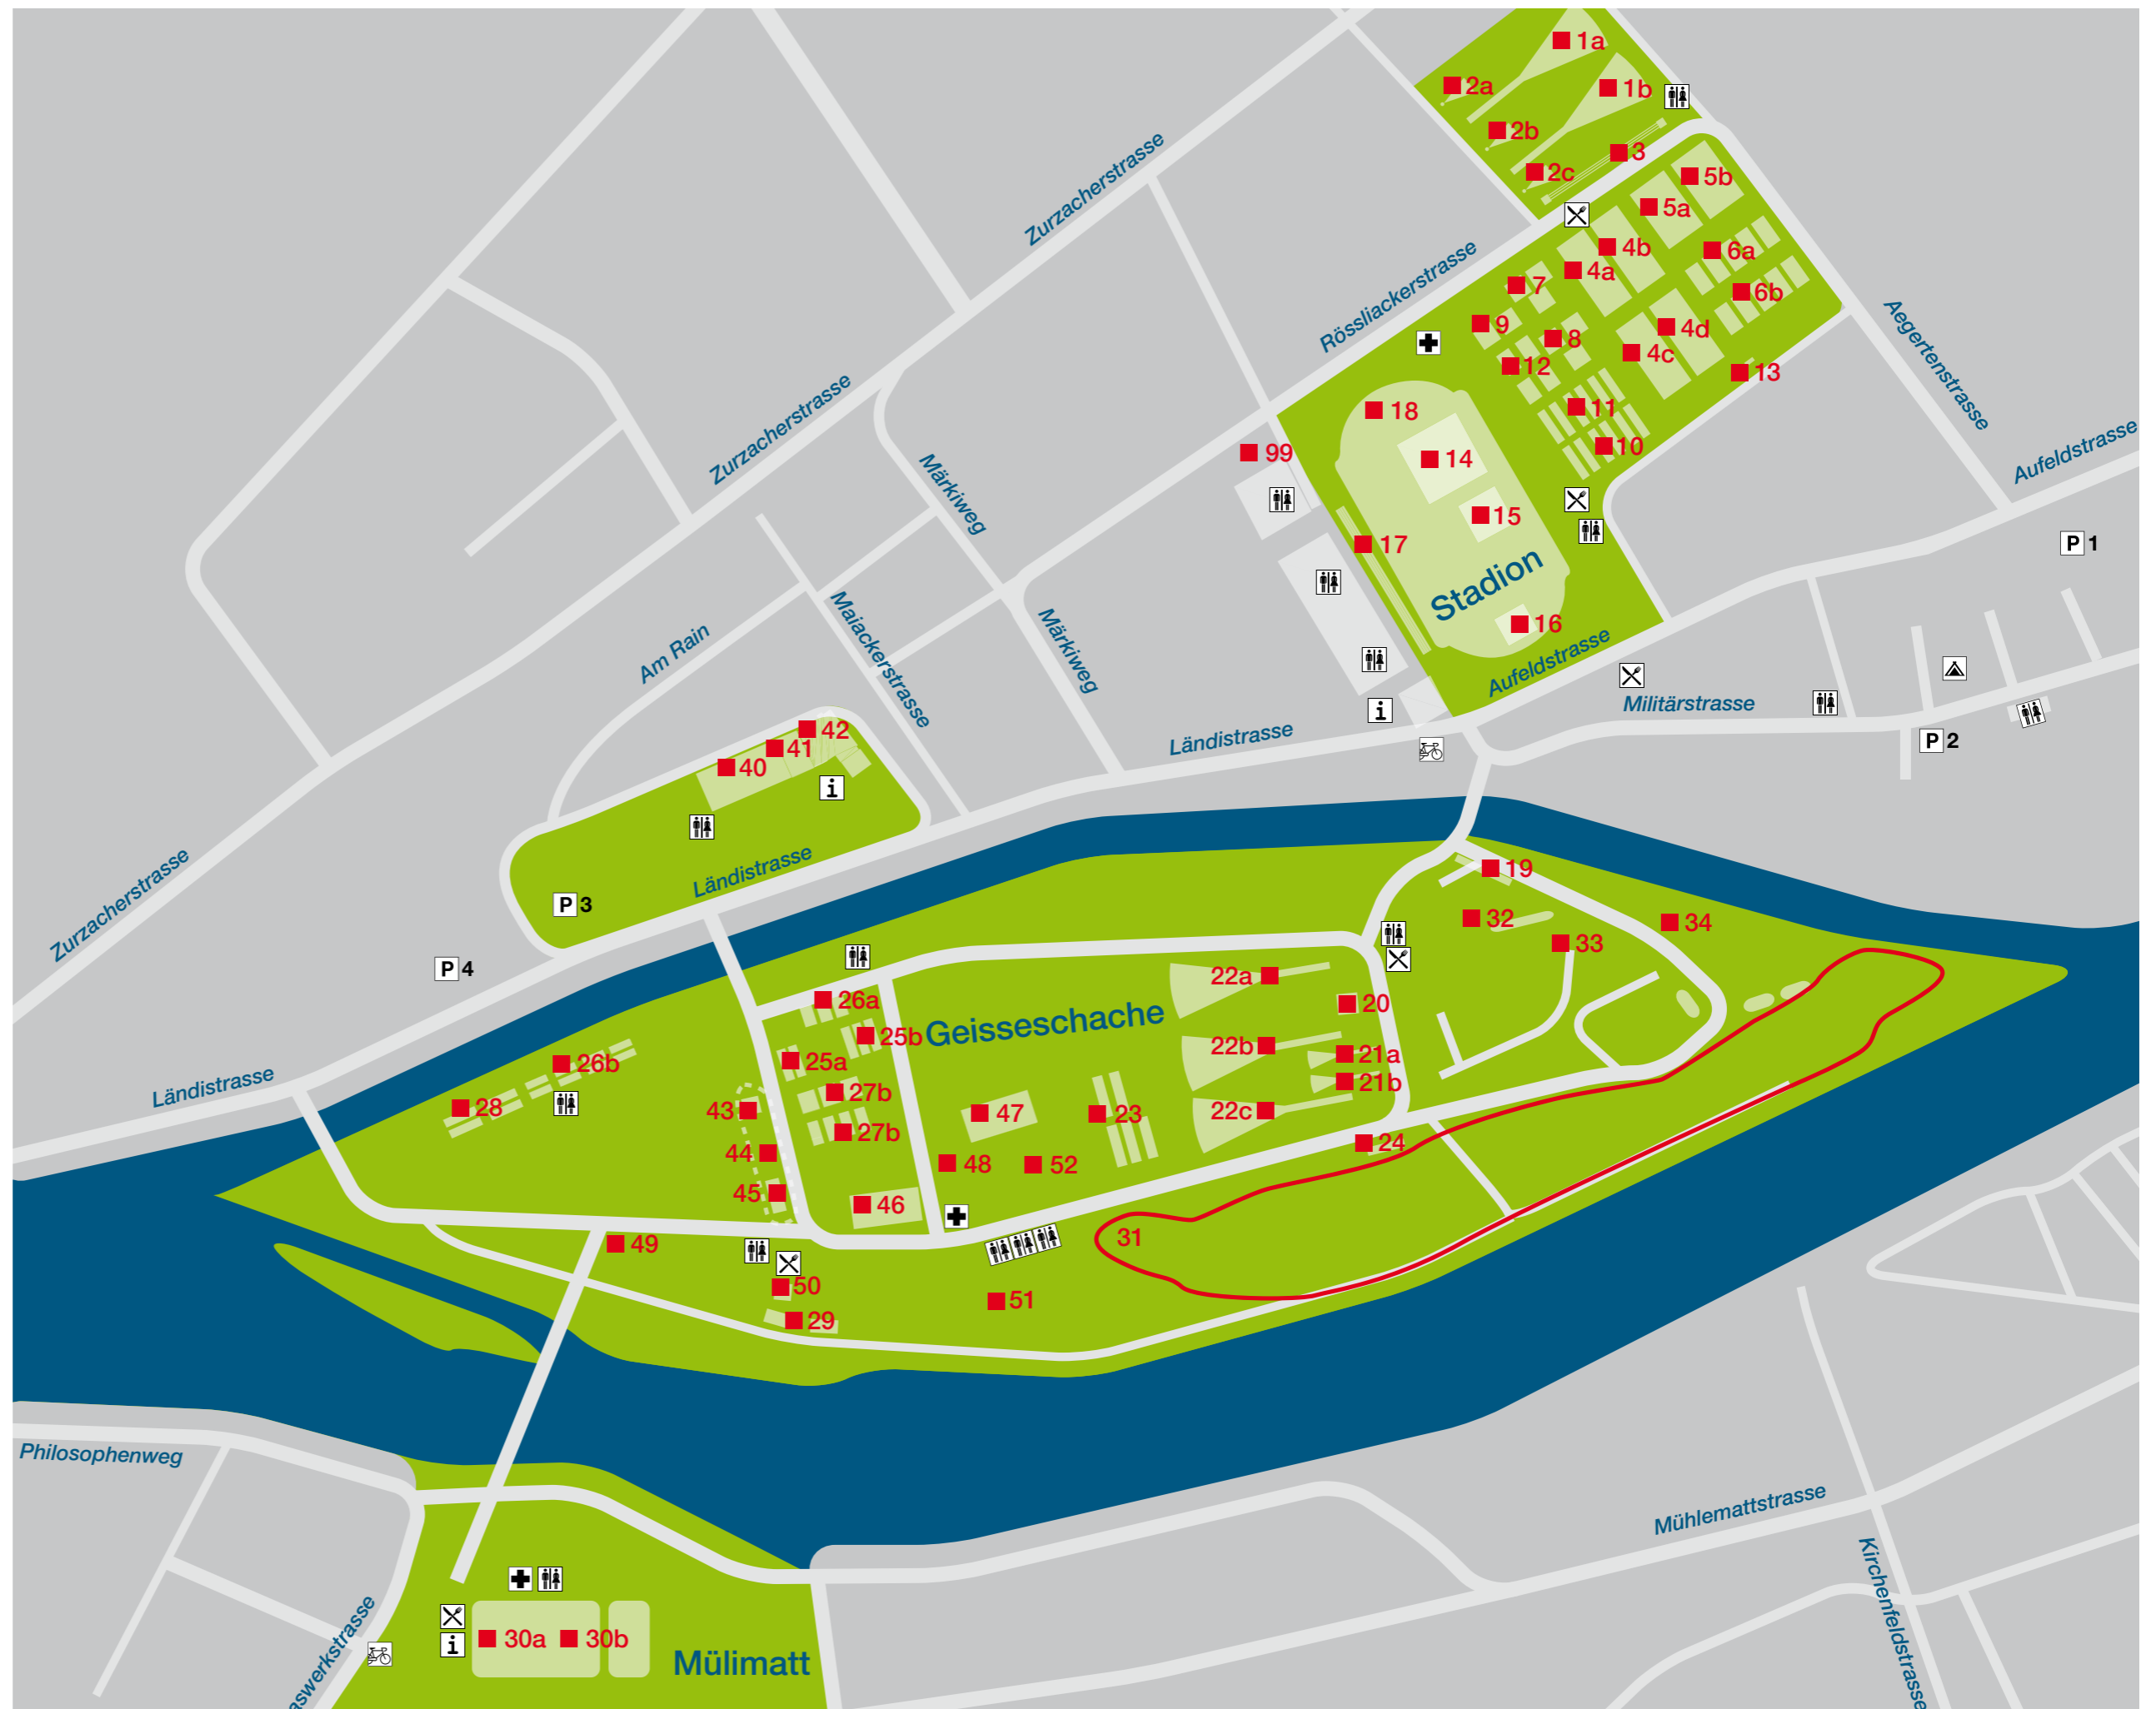 1a
2a
1b
2b
3
2c
5b
5a
4b
6a
4a
7
6b
9
4d
8
4c
12
13
18
11
10
99
14
15
17
16
Stadion
Zurzacherstrasse
Rössliackerstrasse
Aegertenstrasse
Aufeldstrasse
Zurzacherstrasse
Märkiweg
P 1
Am Rain
Maiackerstrasse
Märkiweg
Aufeldstrasse
Militärstrasse
i
Ländistrasse
P 2
42
41
40
i
Ländistrasse
Zurzacherstrasse
P 3
P 4
19
32
34
33
22a
26a
20
Geisseschache
25b
22b
21a
25a
26b
21b
27b
Ländistrasse
28
43
47
23
22c
27b
24
44
48
52
45
46
31
49
50
51
29
Philosophenweg
Mühlemattstrasse
Kirchenfeldstrasse
aswerkstrasse
i
30a
30b
Mülimatt